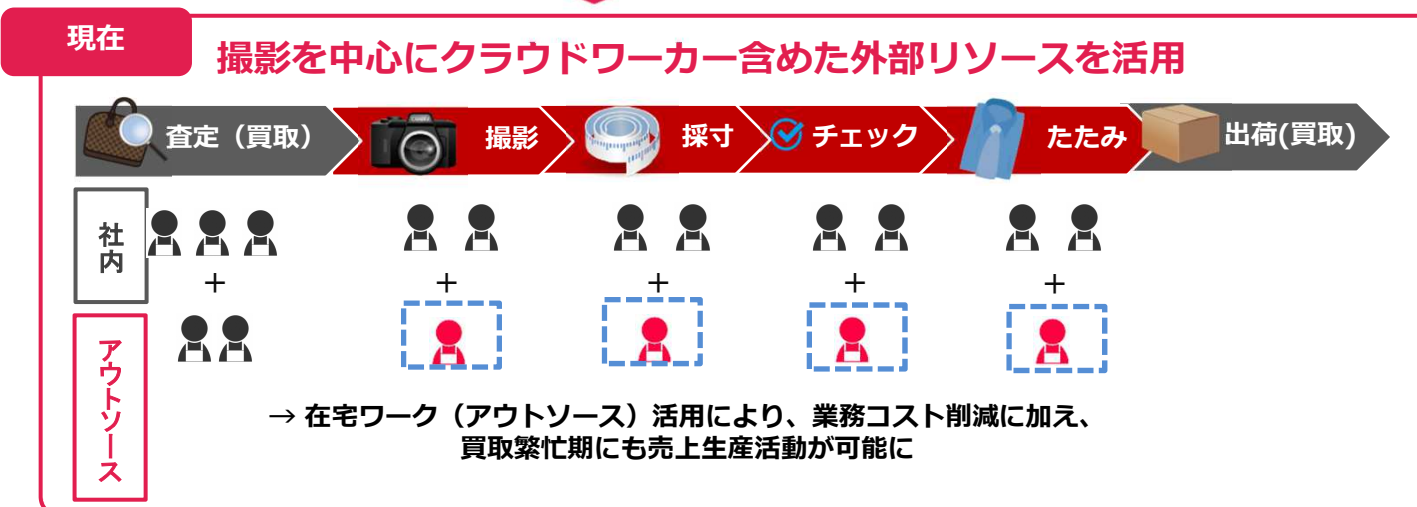 現在
撮影を中心にクラウドワーカー含めた外部リソースを活用
査定（買取）
撮影
採寸
チェック
たたみ
出荷(買取)
社内
＋ ＋ ＋ ＋ ＋
アウトソース
→ 在宅ワーク（アウトソース）活用により、業務コスト削減に加え、
買取繁忙期にも売上生産活動が可能に